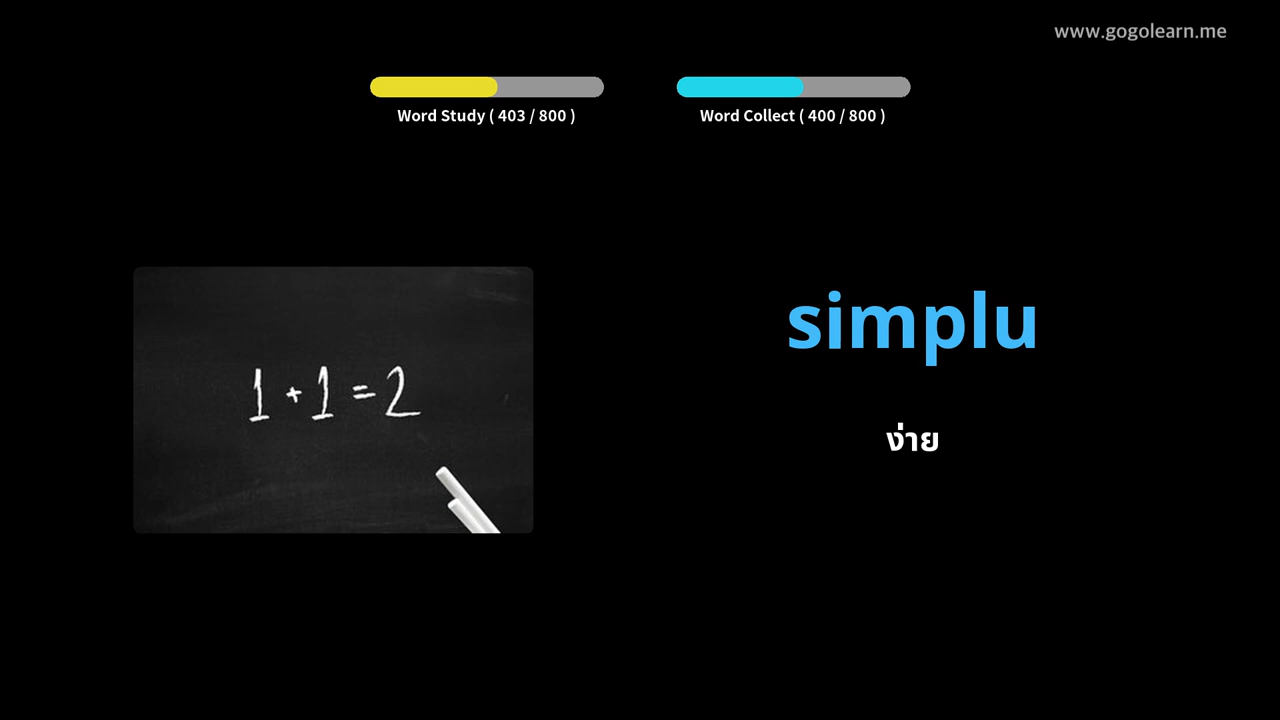 www.gogolearn.me
Word Study ( 403 / 800 )
Word Collect ( 400 / 800 )
1 + 1 = 2
simplu
ง่าย